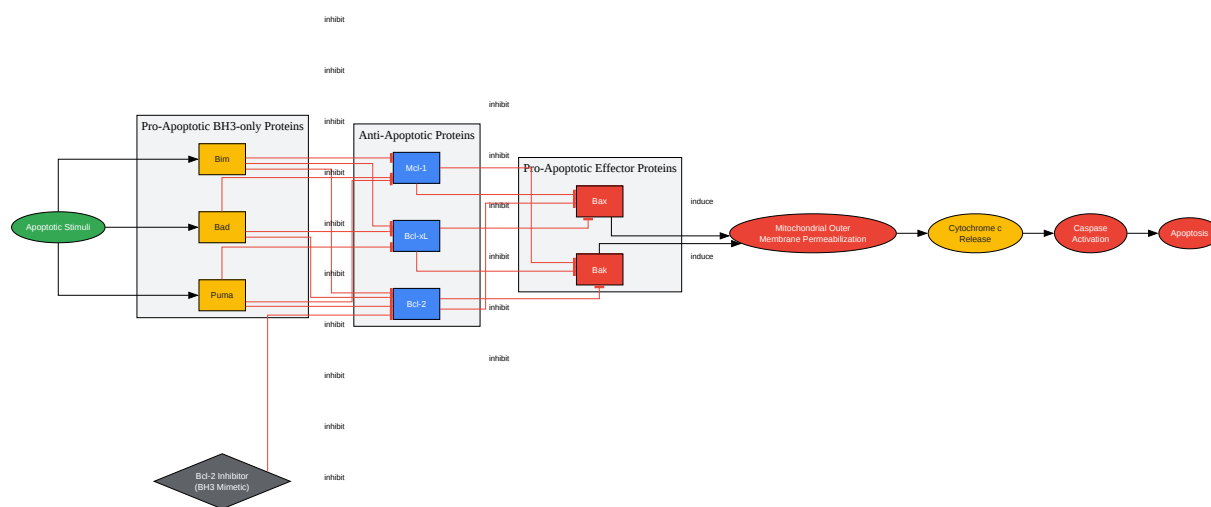 inhibit
inhibit
inhibit
inhibit
Pro-Apoptotic BH3-only Proteins
Anti-Apoptotic Proteins
inhibit
Bim
Mcl-1
Pro-Apoptotic Effector Proteins
inhibit
Bax
induce
inhibit
inhibit
Apoptotic Stimuli
Bad
Bcl-xL
Mitochondrial Outer
Membrane Permeabilization
Cytochrome c
Release
Caspase
Activation
Apoptosis
inhibit
induce
inhibit
Bak
Puma
Bcl-2
inhibit
inhibit
inhibit
inhibit
inhibit
inhibit
Bcl-2 Inhibitor
(BH3 Mimetic)
inhibit